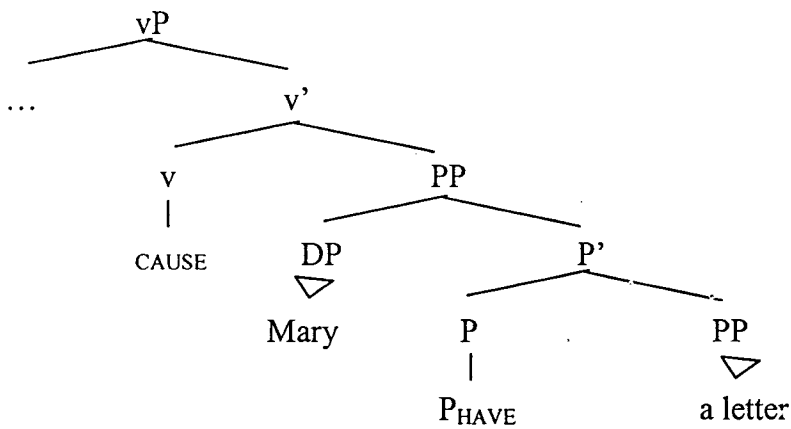 vP
... v'
v PP
CAUSE DP P'
Mary P PP
P_HAVE a letter